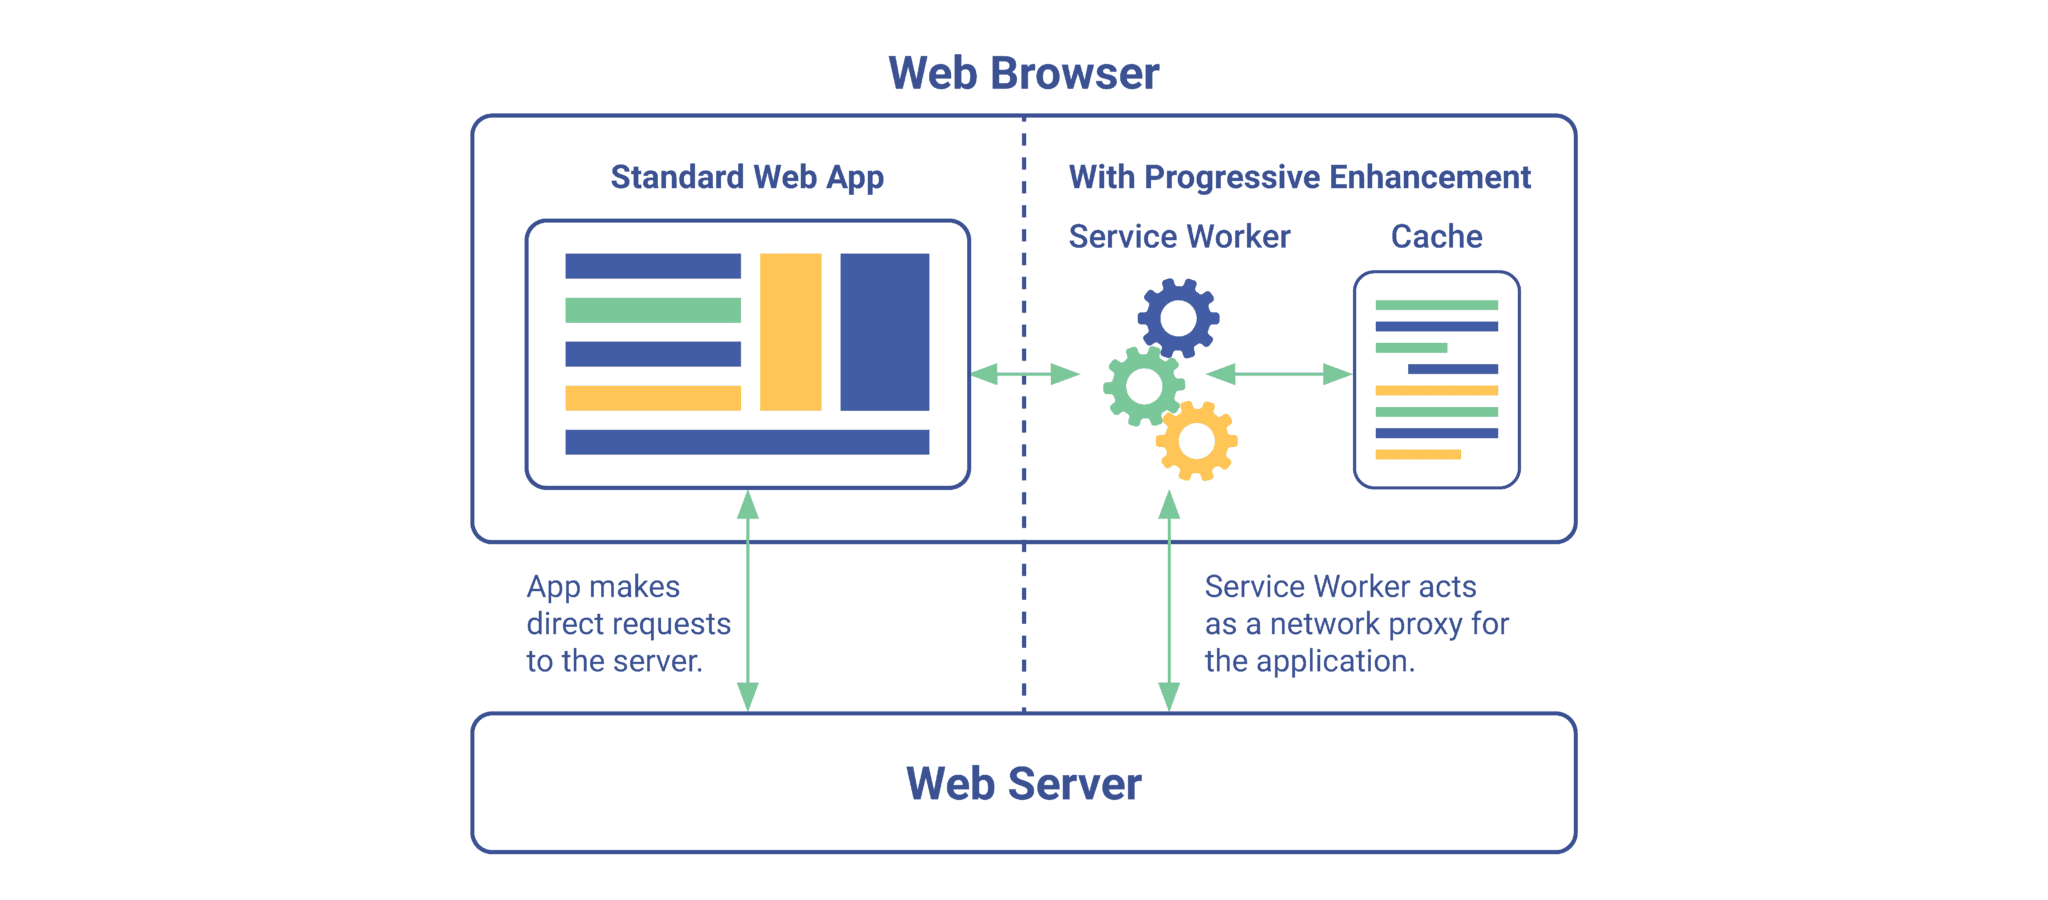 Web Browser
Standard Web App
With Progressive Enhancement
Service Worker
Cache
App makes
direct requests
to the server.
Service Worker acts
as a network proxy for
the application.
Web Server